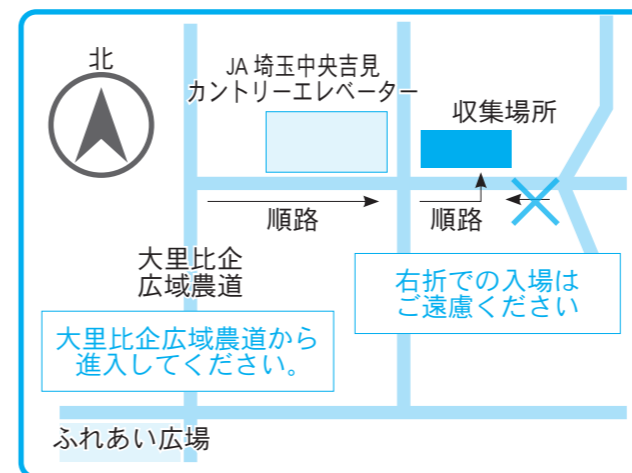 北
JA 埼玉中央吉見
カントリーエレベーター
収集場所
順路
順路
大里比企
広域農道
右折での入場は
ご遠慮ください
大里比企広域農道から
進入してください。
ふれあい広場